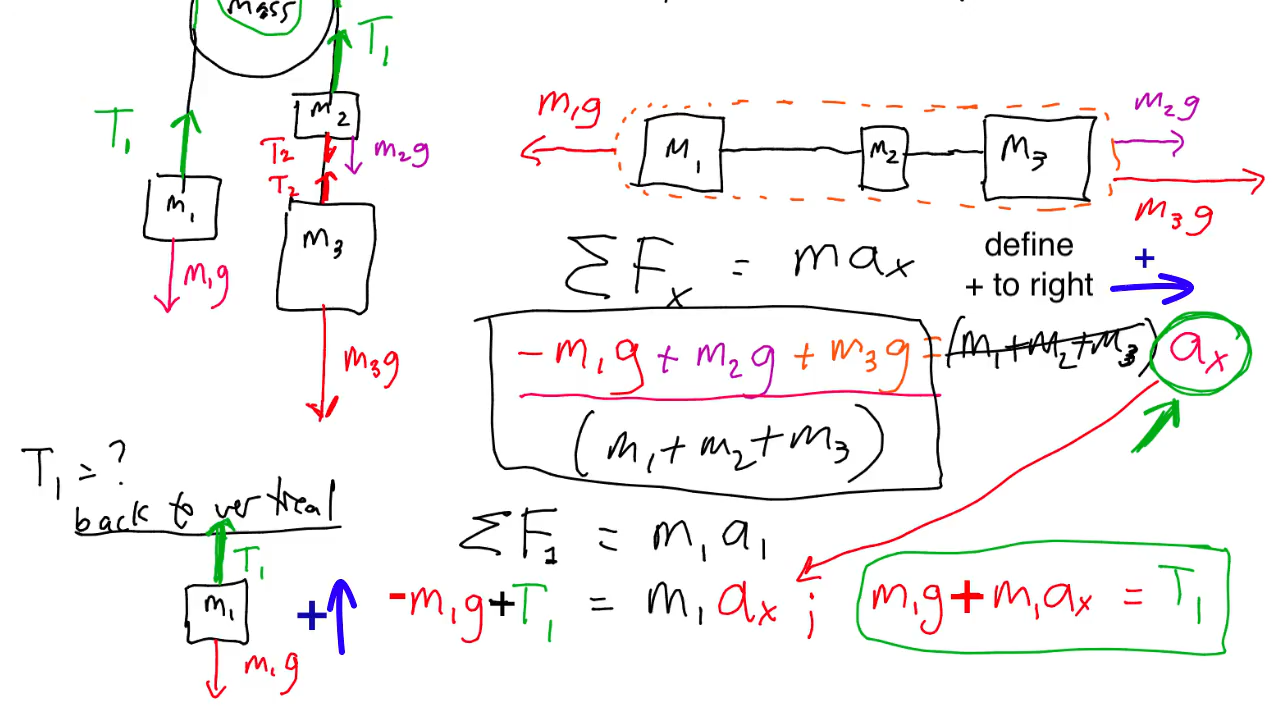 mass
T₁
T₁
m₂
T₂
m₂g
T₂
m₁
m₃
m₁g
m₃g
m₁g
m₂g
M₁
m₂
m₃
m₃g
ΣFₓ = maₓ
define
+ to right
+
-m₁g + m₂g + m₃g = (m₁+m₂+m₃) aₓ
(m₁+m₂+m₃)
T₁ = ?
back to vertical
T₁
m₁
m₁g
+
ΣF₁ = m₁a₁
-m₁g+T₁ = m₁aₓ ; m₁g+m₁aₓ = T₁